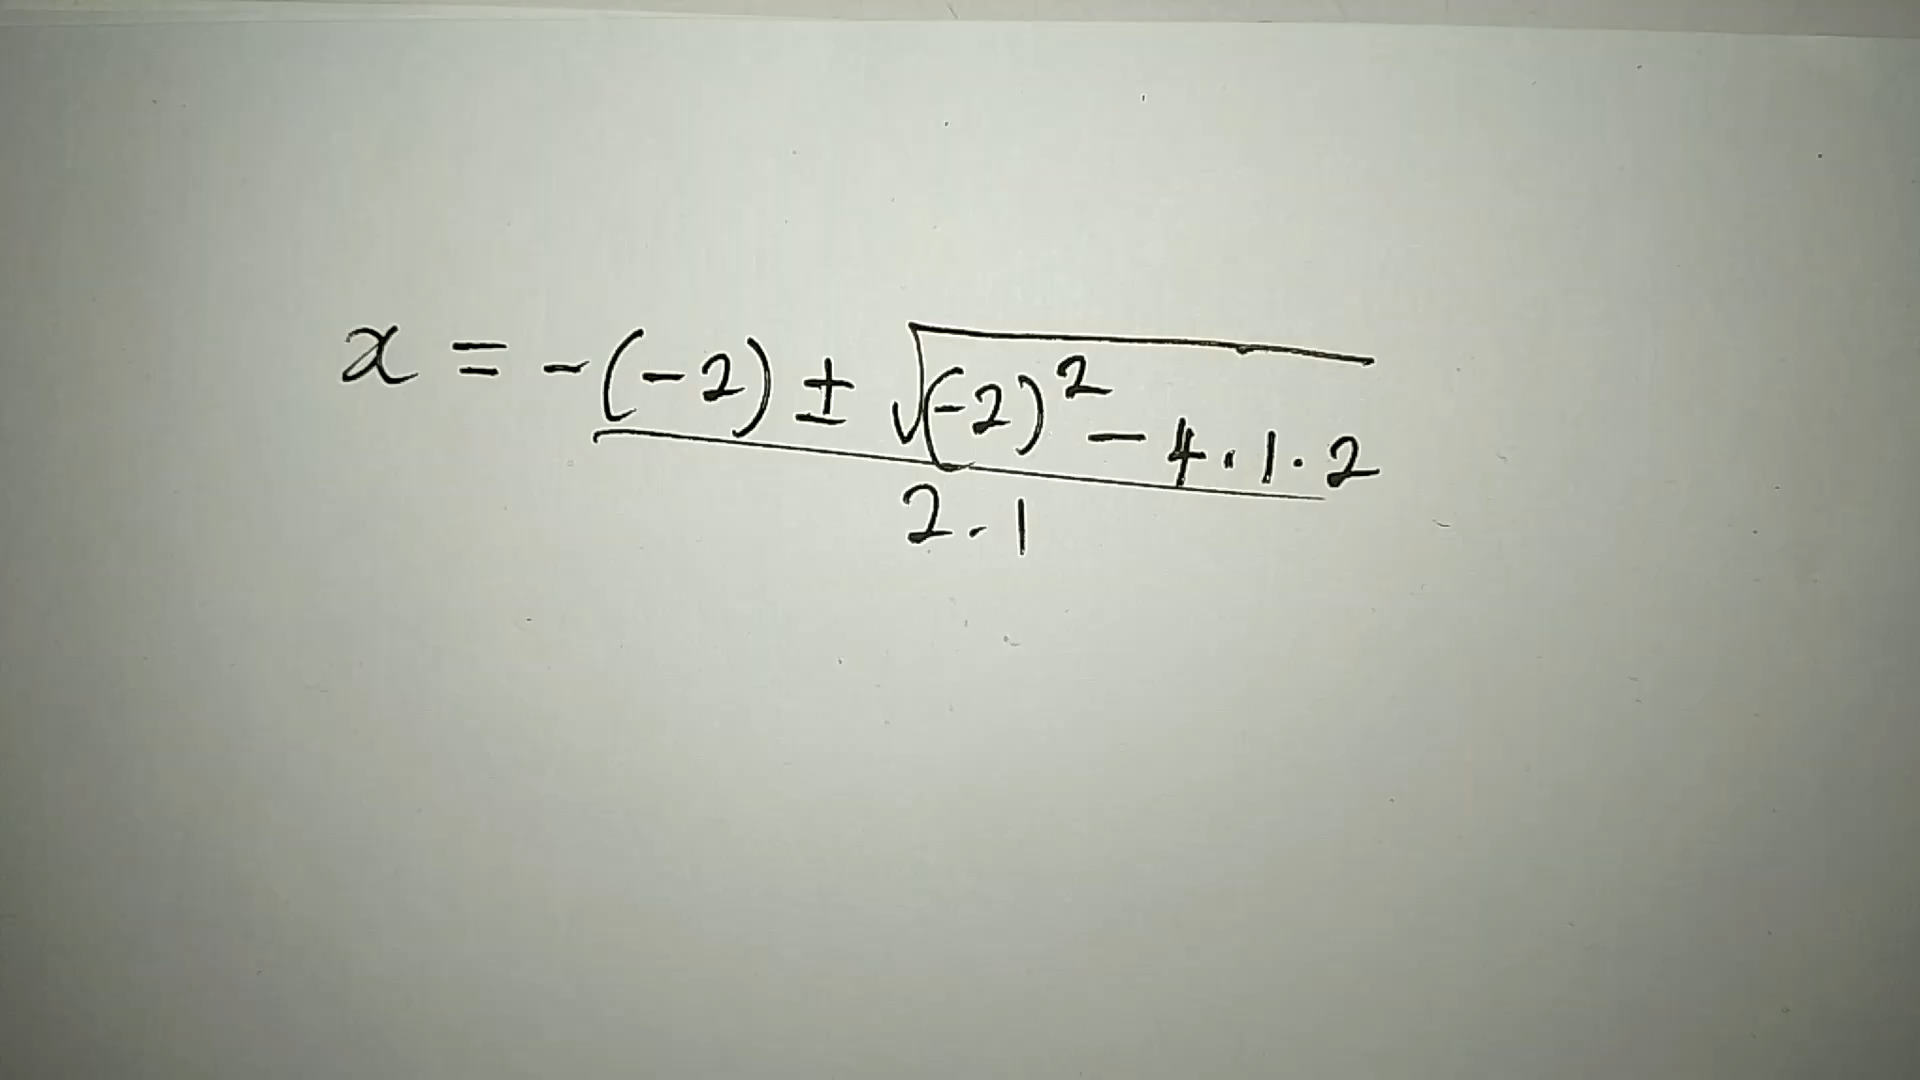 x = -(-2) ± √(-2)² - 4.1.2
2.1